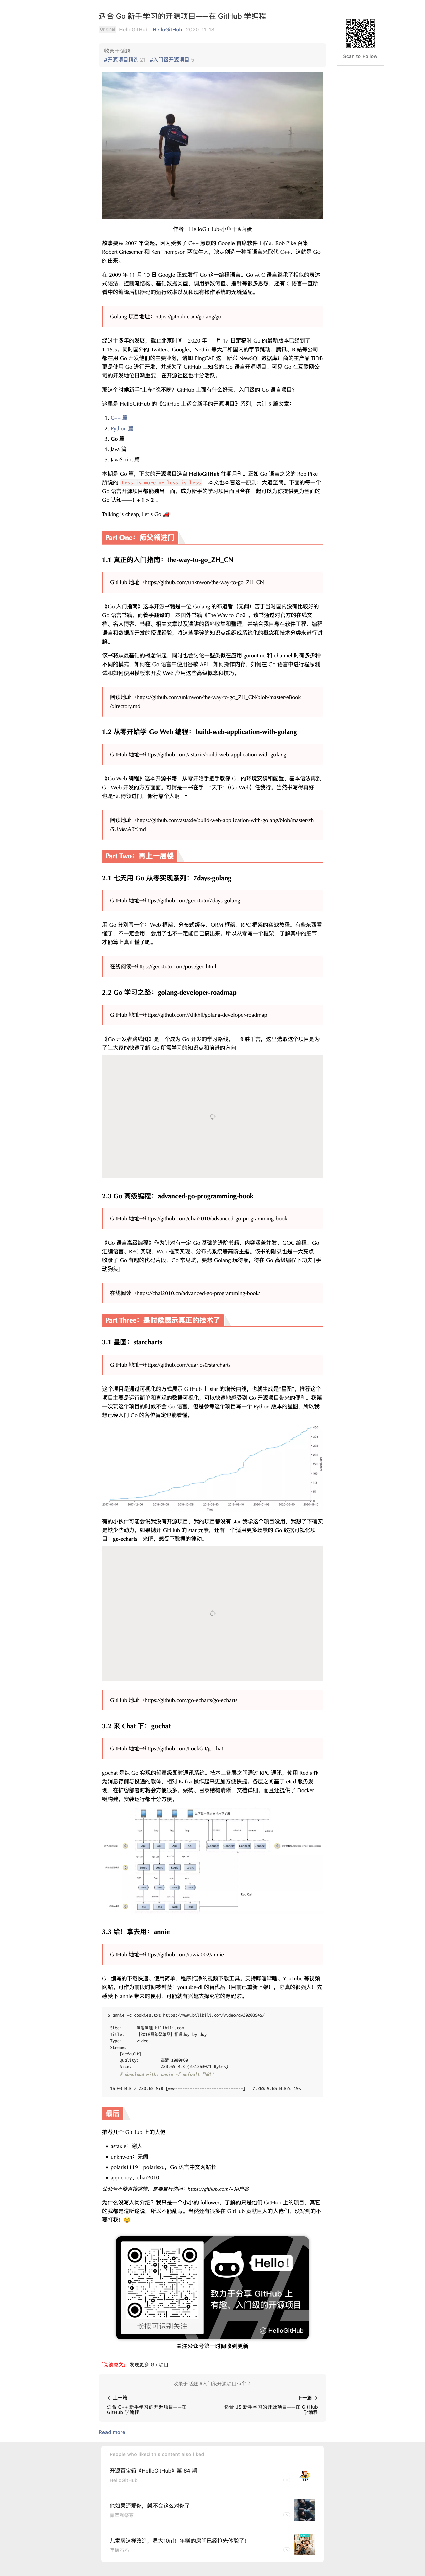 适合 Go 新手学习的开源项目——在 GitHub 学编程
Original HelloGitHub HelloGitHub 2020-11-18
Scan to Follow
收录于话题
#开源项目精选 21 #入门级开源项目 5
作者：HelloGitHub-小鱼干&卤蛋
故事要从 2007 年说起。因为受够了 C++ 煎熬的 Google 首席软件工程师 Rob Pike 召集
Robert Griesemer 和 Ken Thompson 两位牛人，决定创造一种新语言来取代 C++，这就是 Go
的由来。
在 2009 年 11 月 10 日 Google 正式发行 Go 这一编程语言。Go 从 C 语言继承了相似的表达
式语法、控制流结构、基础数据类型、调用参数传值、指针等很多思想，还有 C 语言一直所
看中的编译后机器码的运行效率以及和现有操作系统的无缝适配。
Golang 项目地址：https://github.com/golang/go
经过十多年的发展，截止北京时间：2020 年 11 月 17 日定稿时 Go 的最新版本已经到了
1.15.5。同时国外的 Twitter、Google、Netflix 等大厂和国内的字节跳动、腾讯、B 站等公司
都在用 Go 开发他们的主要业务，诸如 PingCAP 这一新兴 NewSQL 数据库厂商的主产品 TiDB
更是使用 Go 进行开发，并成为了 GitHub 上知名的 Go 语言开源项目。可见 Go 在互联网公
司的开发地位日渐重要，在开源社区也十分活跃。
那这个时候新手“上车”晚不晚？GitHub 上面有什么好玩、入门级的 Go 语言项目？
这里是 HelloGitHub 的《GitHub 上适合新手的开源项目》系列，共计 5 篇文章：
1. C++ 篇
2. Python 篇
3. Go 篇
4. Java 篇
5. JavaScript 篇
本期是 Go 篇，下文的开源项目选自 HelloGitHub 往期月刊。正如 Go 语言之父的 Rob Pike
所说的 Less is more or less is less 。本文也本着这一原则：大道至简。下面的每一个
Go 语言开源项目都能独当一面，成为新手的学习项目而且合在一起可以为你提供更为全面的
Go 认知——1 + 1 > 2 。
Talking is cheap, Let's Go 🚗
Part One：师父领进门
1.1 真正的入门指南：the-way-to-go_ZH_CN
GitHub 地址→https://github.com/unknwon/the-way-to-go_ZH_CN
《Go 入门指南》这本开源书籍是一位 Golang 的布道者（无闻）苦于当时国内没有比较好的
Go 语言书籍，而着手翻译的一本国外书籍《The Way to Go》。该书通过对官方的在线文
档、名人博客、书籍、相关文章以及演讲的资料收集和整理，并结合我自身在软件工程、编程
语言和数据库开发的授课经验，将这些零碎的知识点组织成系统化的概念和技术分类来进行讲
解。
该书将从最基础的概念讲起，同时也会讨论一些类似在应用 goroutine 和 channel 时有多少种
不同的模式，如何在 Go 语言中使用谷歌 API，如何操作内存，如何在 Go 语言中进行程序测
试和如何使用模板来开发 Web 应用这些高级概念和技巧。
阅读地址→https://github.com/unknwon/the-way-to-go_ZH_CN/blob/master/eBook
/directory.md
1.2 从零开始学 Go Web 编程：build-web-application-with-golang
GitHub 地址→https://github.com/astaxie/build-web-application-with-golang
《Go Web 编程》这本开源书籍，从零开始手把手教你 Go 的环境安装和配置、基本语法再到
Go Web 开发的方方面面。可谓是一书在手，“天下”（Go Web）任我行。当然书写得再好，
也是“师傅领进门，修行靠个人啊！”
阅读地址→https://github.com/astaxie/build-web-application-with-golang/blob/master/zh
/SUMMARY.md
Part Two：再上一层楼
2.1 七天用 Go 从零实现系列：7days-golang
GitHub 地址→https://github.com/geektutu/7days-golang
用 Go 分别写一个：Web 框架、分布式缓存、ORM 框架、RPC 框架的实战教程。有些东西看
懂了，不一定会用，会用了也不一定能自己搞出来。所以从零写一个框架，了解其中的细节，
才能算上真正懂了吧。
在线阅读→https://geektutu.com/post/gee.html
2.2 Go 学习之路：golang-developer-roadmap
GitHub 地址→https://github.com/Alikhll/golang-developer-roadmap
《Go 开发者路线图》是一个成为 Go 开发的学习路线。一图胜千言，这里选取这个项目是为
了让大家能快速了解 Go 所需学习的知识点和前进的方向。
2.3 Go 高级编程：advanced-go-programming-book
GitHub 地址→https://github.com/chai2010/advanced-go-programming-book
《Go 语言高级编程》作为针对有一定 Go 基础的进阶书籍，内容涵盖并发、GOC 编程、Go
汇编语言、RPC 实现、Web 框架实现、分布式系统等高阶主题。该书的附录也是一大亮点，
收录了 Go 有趣的代码片段、Go 常见坑。要想 Golang 玩得溜，得在 Go 高级编程下功夫 [手
动狗头]
在线阅读→https://chai2010.cn/advanced-go-programming-book/
Part Three：是时候展示真正的技术了
3.1 星图：starcharts
GitHub 地址→https://github.com/caarlos0/starcharts
这个项目是通过可视化的方式展示 GitHub 上 star 的增长曲线，也就生成是“星图”。推荐这个
项目主要是运行简单和直观的数据可视化，可以快速地感受到 Go 开源项目带来的便利。我第
一次玩这个项目的时候不会 Go 语言，但是参考这个项目写一个 Python 版本的星图，所以我
想已经入门 Go 的各位肯定也能看懂。
有的小伙伴可能会说我没有开源项目，我的项目都没有 star 我学这个项目没用，我想了下确实
是缺少些动力。如果抛开 GitHub 的 star 元素，还有一个适用更多场景的 Go 数据可视化项
目：go-echarts。来吧，感受下数据的律动。
GitHub 地址→https://github.com/go-echarts/go-echarts
3.2 来 Chat 下：gochat
GitHub 地址→https://github.com/LockGit/gochat
gochat 是纯 Go 实现的轻量级即时通讯系统。技术上各层之间通过 RPC 通讯，使用 Redis 作
为消息存储与投递的载体，相对 Kafka 操作起来更加方便快捷。各层之间基于 etcd 服务发
现，在扩容部署时将会方便很多。架构、目录结构清晰，文档详细。而且还提供了 Docker 一
键构建，安装运行都十分方便。
3.3 给！拿去用：annie
GitHub 地址→https://github.com/iawia002/annie
Go 编写的下载快速、使用简单、程序纯净的视频下载工具。支持哔哩哔哩、YouTube 等视频
网站。可作为前段时间被封禁：youtube-dl 的替代品（目前已重新上架），它真的很强大！先
感受下 annie 带来的便利，可能就有兴趣去探究它的源码啦。
$ annie -c cookies.txt https://www.bilibili.com/video/av20203945/
Site: 哔哩哔哩 bilibili.com
Title: 【2018拜年祭单品】相遇day by day
Type: video
Stream:
[default] -------------------
Quality: 高清 1080P60
Size: 220.65 MiB (231363071 Bytes)
# download with: annie -f default "URL"
16.03 MiB / 220.65 MiB [==>----------------------------] 7.26% 9.65 MiB/s 19s
最后
推荐几个 GitHub 上的大佬：
• astaxie：谢大
• unknwon：无闻
• polaris1119：polarisxu，Go 语言中文网站长
• appleboy、chai2010
公众号不能直接跳转，需要自行访问：https://github.com/+用户名
为什么没写人物介绍？我只是一个小小的 follower，了解的只是他们 GitHub 上的项目，其它
的我都是道听途说，所以不能乱写。当然还有很多在 GitHub 贡献巨大的大佬们，没写到的不
要打我！😂
Hello！
致力于分享 GitHub 上
有趣、入门级的开源项目
长按可识别关注
HelloGitHub
关注公众号第一时间收到更新
「阅读原文」 发现更多 Go 项目
收录于话题 #入门级开源项目·5个 >
< 上一篇
下一篇 >
适合 C++ 新手学习的开源项目——在
GitHub 学编程
适合 JS 新手学习的开源项目——在 GitHub
学编程
Read more
People who liked this content also liked
开源百宝箱《HelloGitHub》第 64 期
HelloGitHub
他如果还爱你，就不会这么对你了
儿童房这样改造，显大10㎡！年糕的房间已经抢先体验了！
年糕妈妈